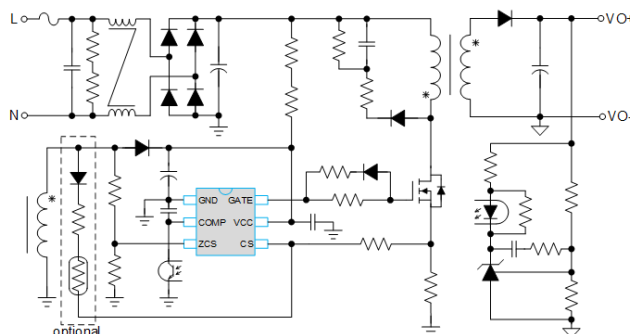 L
VO+
N
VO-
GND GATE
COMP VCC
ZCS CS
optional